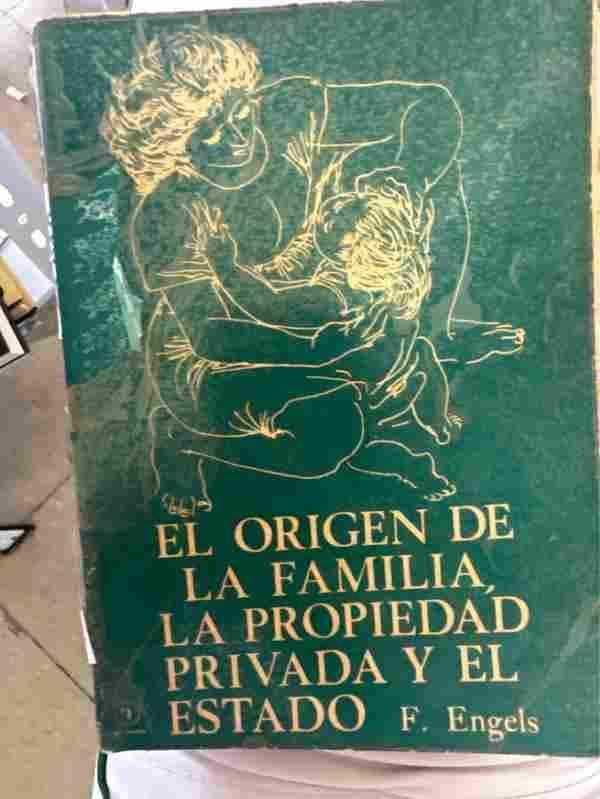 EL ORIGEN DE
LA FAMILIA,
LA PROPIEDAD
PRIVADA Y EL
ESTADO F. Engels